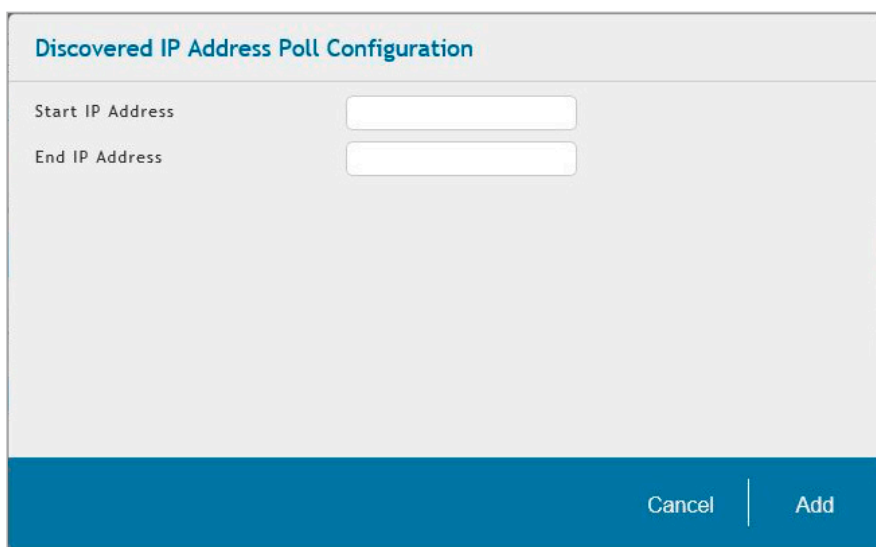 Discovered IP Address Poll Configuration
Start IP Address
End IP Address
Cancel
Add